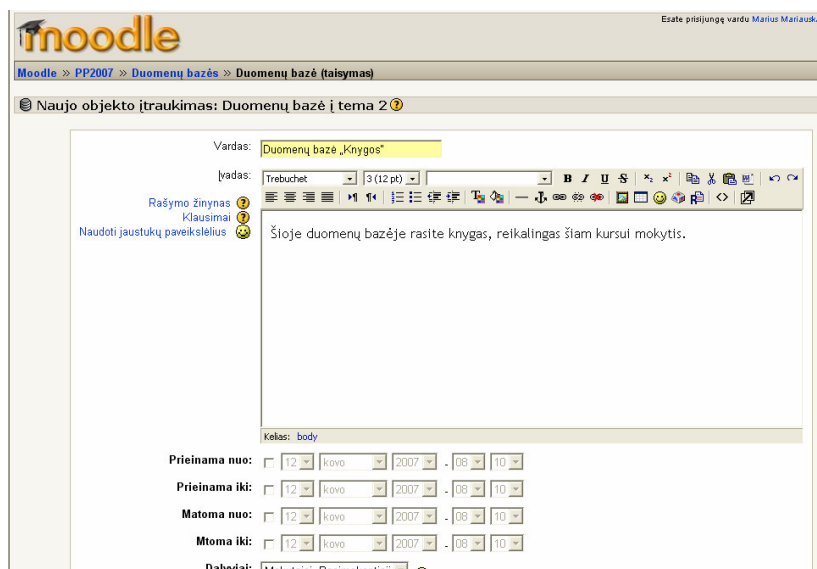 Esate prisijungę vardu Marius Mariausk
moodle
Moodle » PP2007 » Duomenų bazės » Duomenų bazė (taisymas)
Naujo objekto įtraukimas: Duomenų bazė į tema 2
Vardas: Duomenų bazė „Knygos"
Įvadas:
Trebuchet 3 (12 pt) B I U S x₂ x²
Rašymo žinynas
Klausimai
Naudoti jaustukų paveikslėlius
Šioje duomenų bazėje rasite knygas, reikalingas šiam kursui mokytis.
Kelias: body
Prieinama nuo: 12 kovo 2007 - 08 10
Prieinama iki: 12 kovo 2007 - 08 10
Matoma nuo: 12 kovo 2007 - 08 10
Mtoma iki: 12 kovo 2007 - 08 10
Dalyviai: